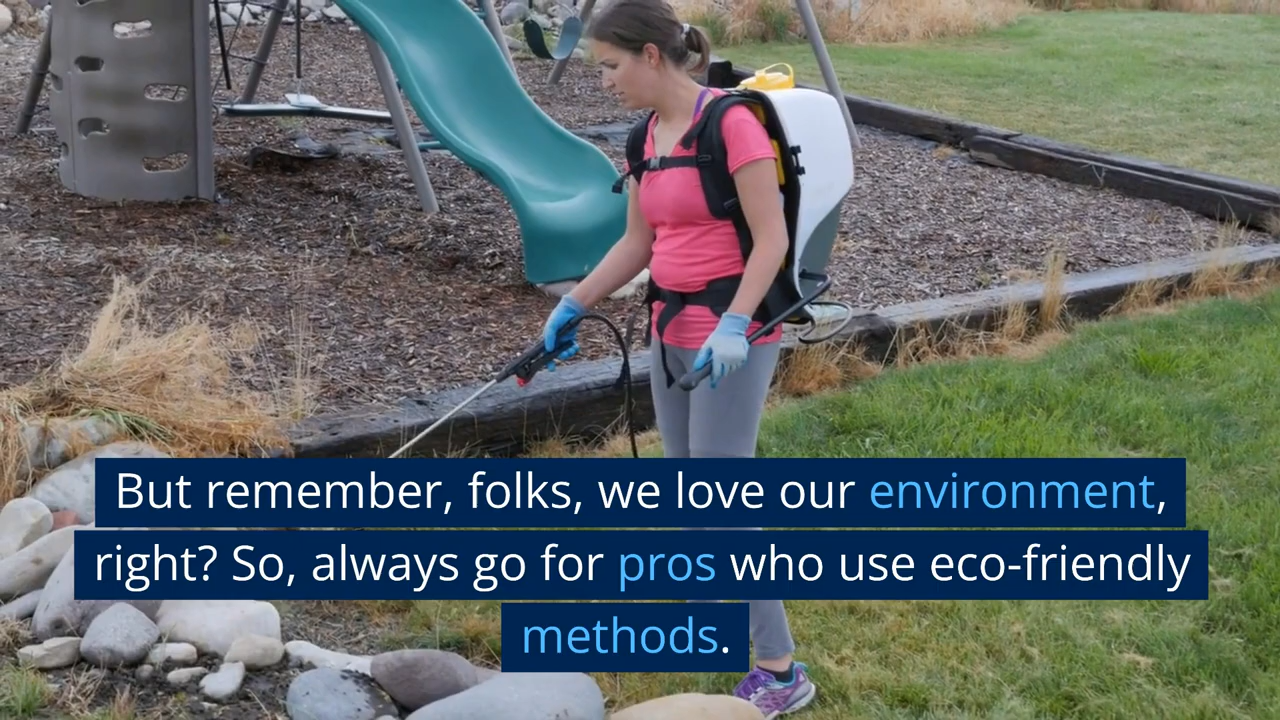 But remember, folks, we love our environment,
right? So, always go for pros who use eco-friendly
methods.